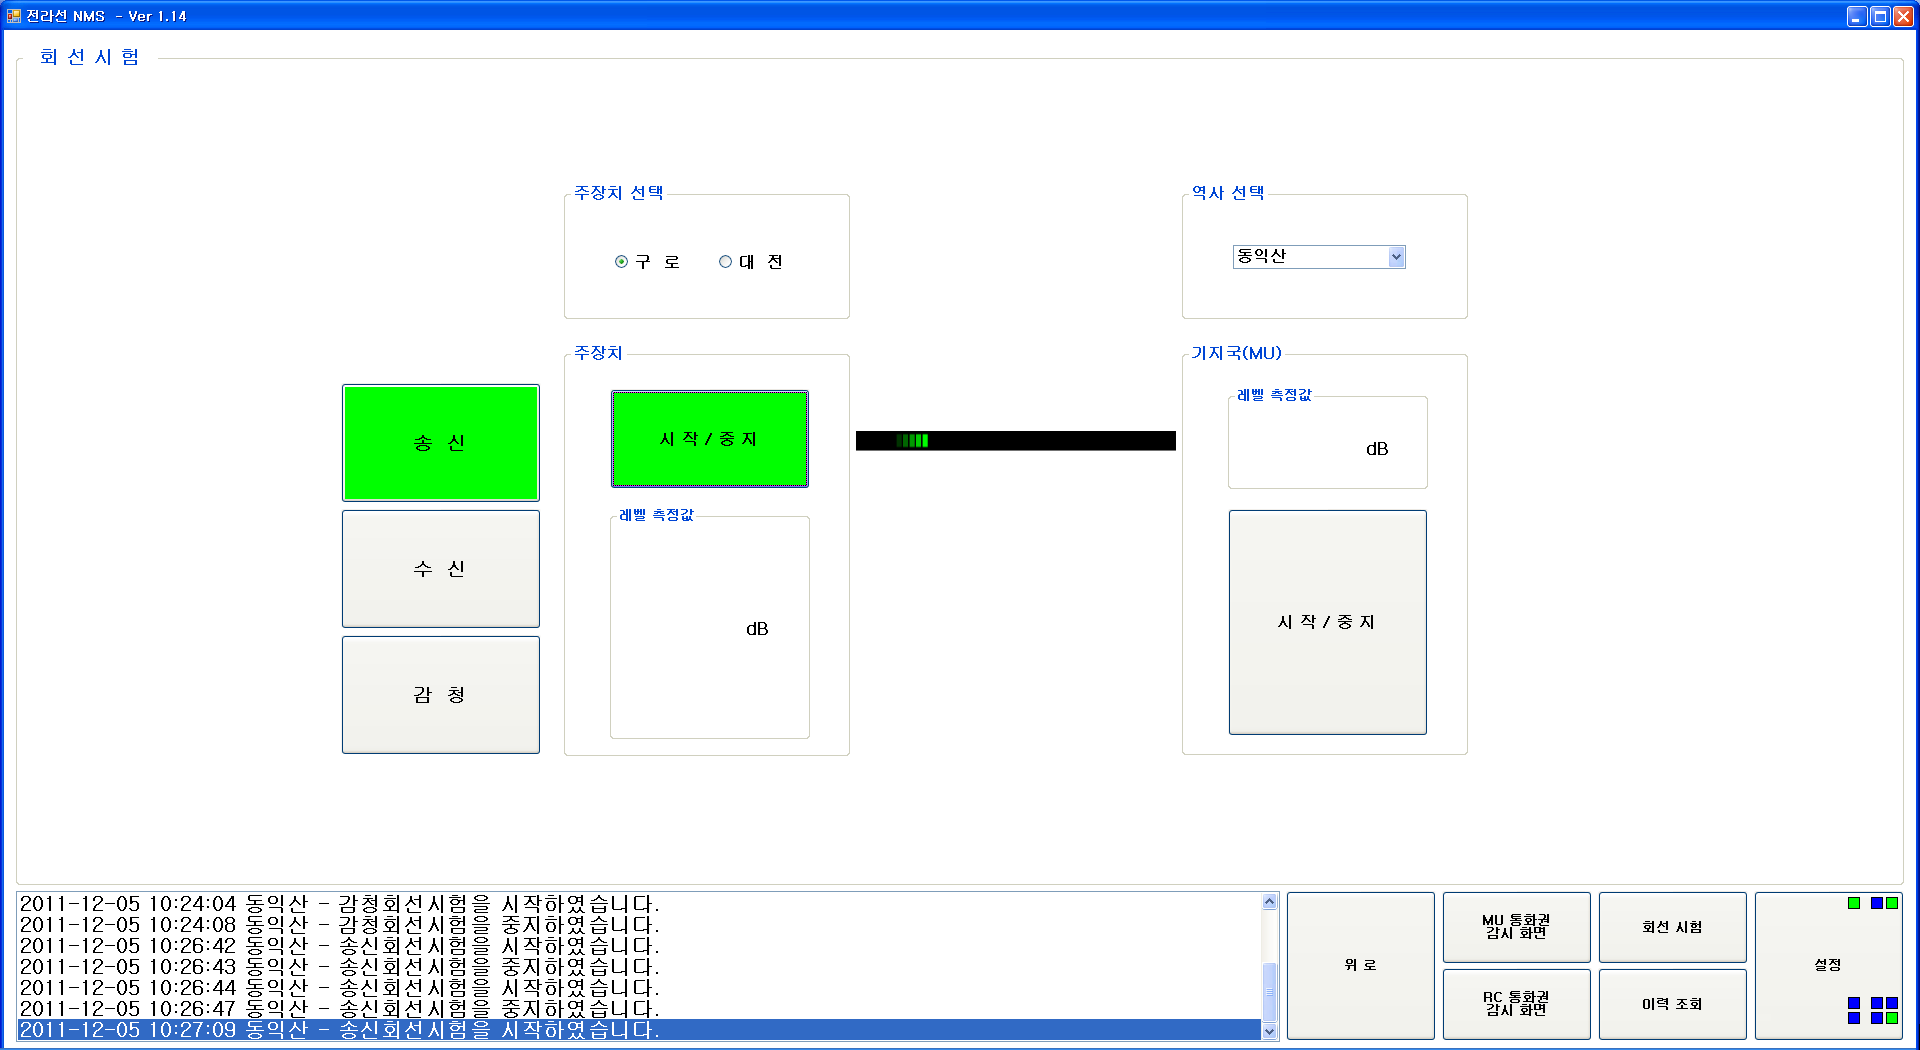 전라선 NMS - Ver 1.14
회 선 시 험
주장치 선택
구 로
대 전
역사 선택
동익산
주장치
시 작 / 중 지
레벨 측정값
dB
기지국(MU)
레벨 측정값
dB
시 작 / 중 지
송 신
수 신
감 청
2011-12-05 10:24:04 동익산 - 감청회선시험을 시작하였습니다.
2011-12-05 10:24:08 동익산 - 감청회선시험을 중지하였습니다.
2011-12-05 10:26:42 동익산 - 송신회선시험을 시작하였습니다.
2011-12-05 10:26:43 동익산 - 송신회선시험을 중지하였습니다.
2011-12-05 10:26:44 동익산 - 송신회선시험을 시작하였습니다.
2011-12-05 10:26:47 동익산 - 송신회선시험을 중지하였습니다.
2011-12-05 10:27:09 동익산 - 송신회선시험을 시작하였습니다.
위 로
MU 통화권
감시 화면
회선 시험
RC 통화권
감시 화면
이력 조회
설정